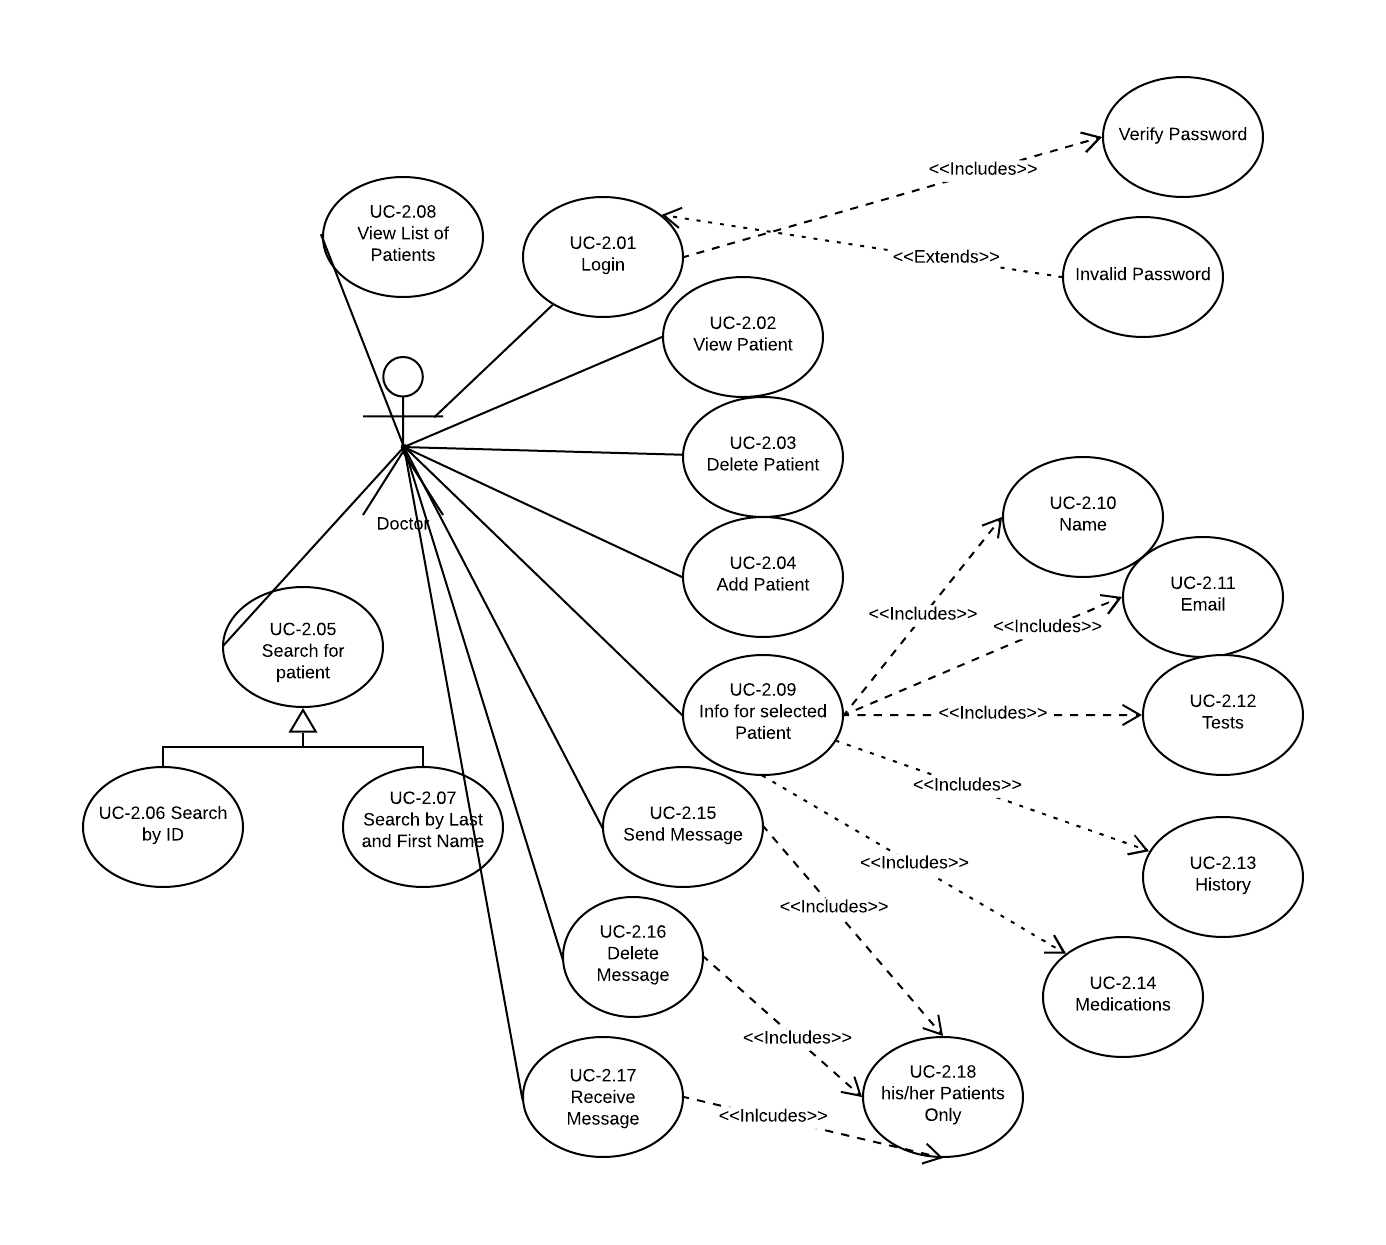 Verify Password
<<Includes>>
UC-2.08
View List of
Patients
UC-2.01
Login
<<Extends>>
Invalid Password
UC-2.02
View Patient
UC-2.03
Delete Patient
Doctor
UC-2.04
Add Patient
UC-2.10
Name
UC-2.11
Email
<<Includes>>
<<Includes>>
UC-2.05
Search for
patient
UC-2.09
Info for selected
Patient
<<Includes>>
UC-2.12
Tests
<<Includes>>
UC-2.06 Search
by ID
UC-2.07
Search by Last
and First Name
UC-2.15
Send Message
<<Includes>>
UC-2.13
History
<<Includes>>
UC-2.16
Delete
Message
UC-2.14
Medications
<<Includes>>
UC-2.17
Receive
Message
<<Inlcudes>>
UC-2.18
his/her Patients
Only